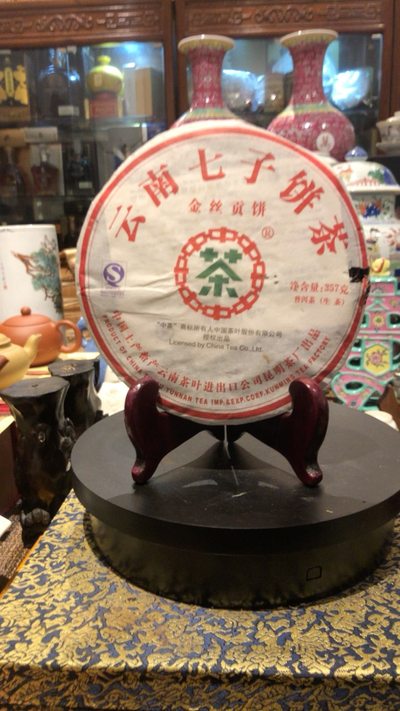 云南七子饼茶
金丝贡饼
®
茶
净含量:357克
普洱茶(生茶)
"中茶"商标所有人中国茶叶股份有限公司
授权出品
Licensed by China Tea Co.,Ltd.
中国土产畜产云南茶叶进出口公司昆明茶厂出品
PRODUCT OF CHINA YUNNAN TEA IMP.&EXP.CORP.KUNMING TEA FACTORY